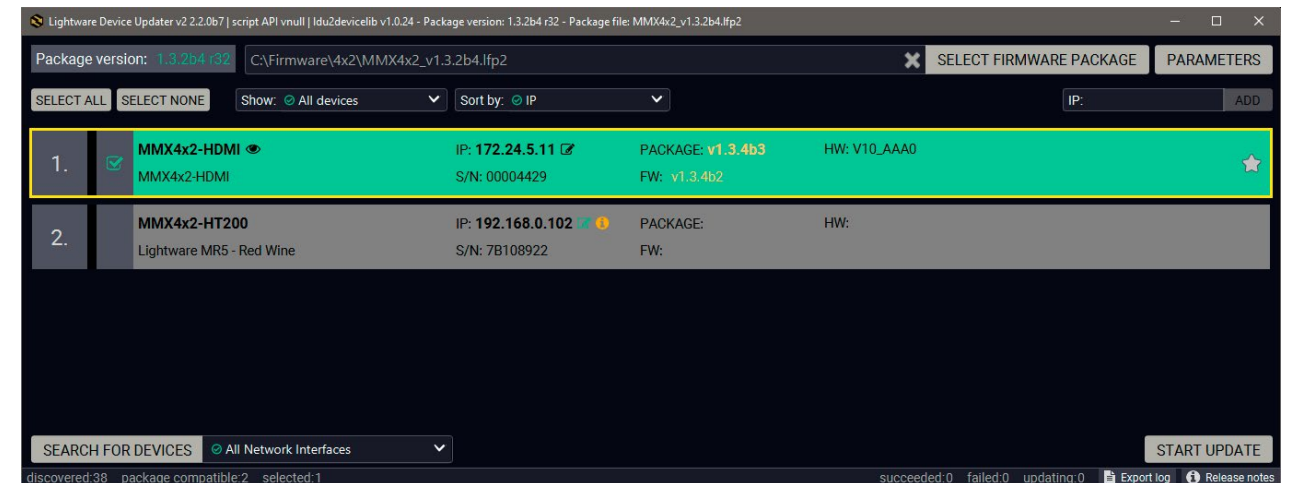 Lightware Device Updater v2 2.2.0b7 | script API vnull | ldu2devicelib v1.0.24 - Package version: 1.3.2b4 r32 - Package file: MMX4x2_v1.3.2b4.lfp2
Package version: 1.3.2b4 r32 C:\Firmware\4x2\MMX4x2_v1.3.2b4.lfp2 SELECT FIRMWARE PACKAGE PARAMETERS
SELECT ALL SELECT NONE Show: All devices Sort by: IP IP: ADD
1. MMX4x2-HDMI IP: 172.24.5.11 PACKAGE: v1.3.4b3 HW: V10_AAA0
MMX4x2-HDMI S/N: 00004429 FW: v1.3.4b2
2. MMX4x2-HT200 IP: 192.168.0.102 PACKAGE: HW:
Lightware MR5 - Red Wine S/N: 7B108922 FW:
SEARCH FOR DEVICES All Network Interfaces START UPDATE
discovered:38 package compatible:2 selected:1 succeeded:0 failed:0 updating:0 Export log Release notes